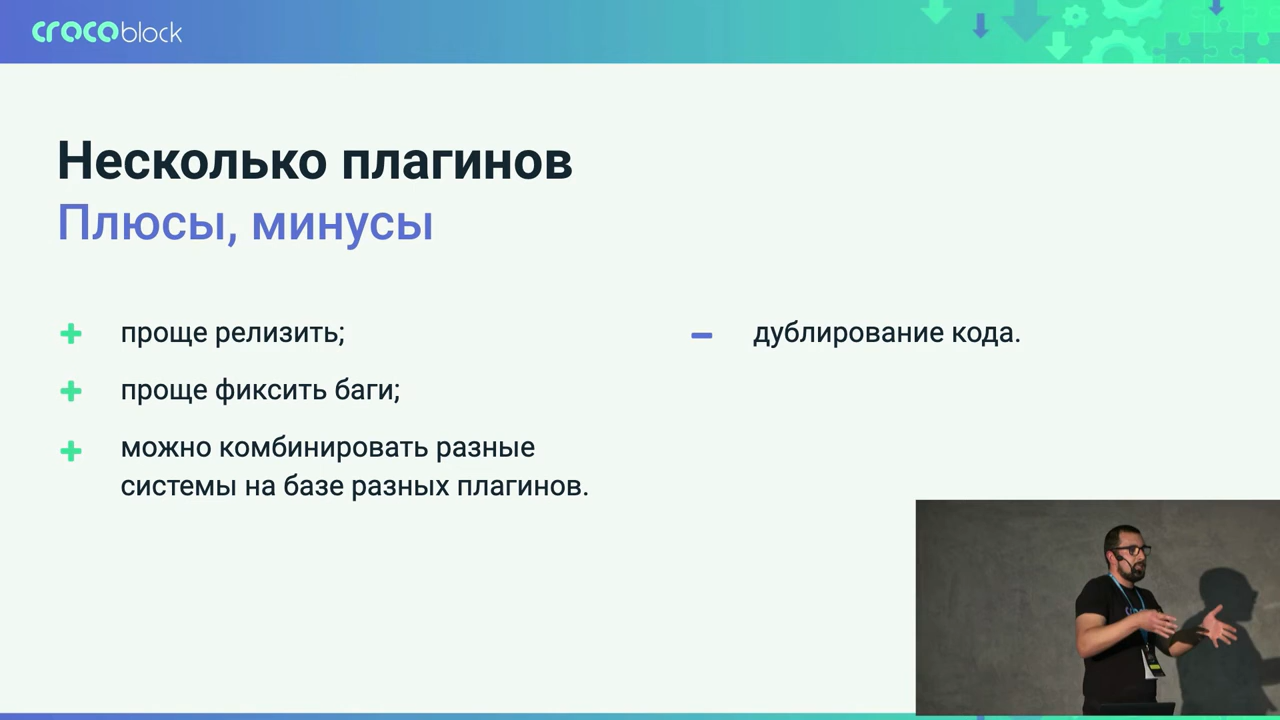 crocoblock
Несколько плагинов
Плюсы, минусы
проще релизить;
проще фиксить баги;
можно комбинировать разные
системы на базе разных плагинов.
дублирование кода.